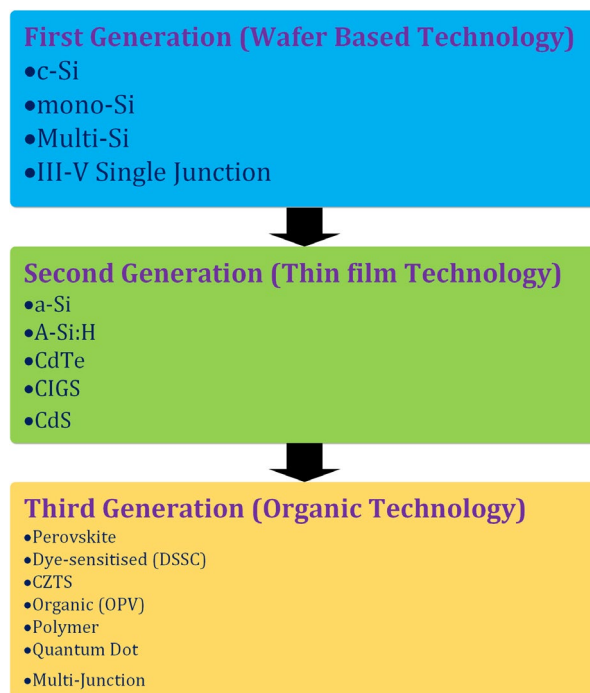 First Generation (Wafer Based Technology)
•c-Si
•mono-Si
•Multi-Si
•III-V Single Junction
Second Generation (Thin film Technology)
•a-Si
•A-Si:H
•CdTe
•CIGS
•CdS
Third Generation (Organic Technology)
•Perovskite
•Dye-sensitised (DSSC)
•CZTS
•Organic (OPV)
•Polymer
•Quantum Dot
•Multi-Junction